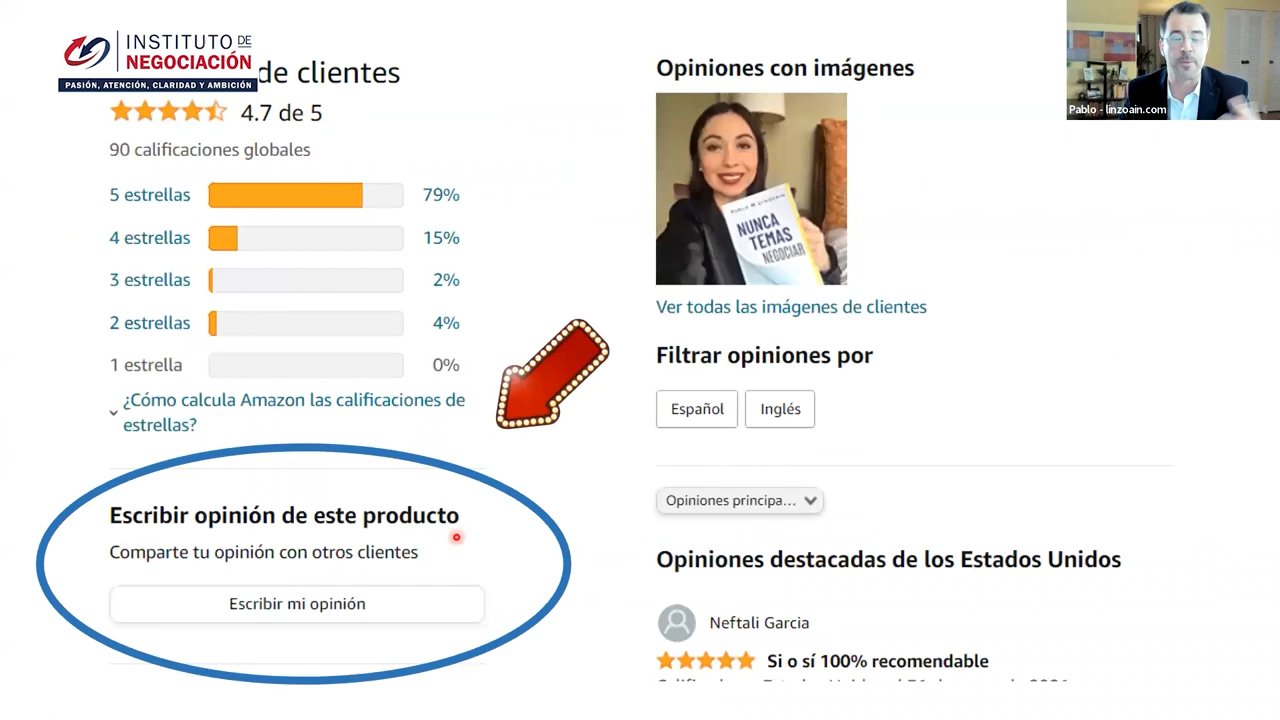 INSTITUTO DE
NEGOCIACIÓN
PASIÓN, ATENCIÓN, CLARIDAD Y AMBICIÓN
de clientes
4.7 de 5
90 calificaciones globales
5 estrellas 79%
4 estrellas 15%
3 estrellas 2%
2 estrellas 4%
1 estrella 0%
¿Cómo calcula Amazon las calificaciones de
estrellas?
Escribir opinión de este producto
Comparte tu opinión con otros clientes
Escribir mi opinión
Opiniones con imágenes
NUNCA
TEMAS
NEGOCIAR
Ver todas las imágenes de clientes
Filtrar opiniones por
Español Inglés
Opiniones principa...
Opiniones destacadas de los Estados Unidos
Neftali Garcia
Si o sí 100% recomendable
Pablo - linzoain.com